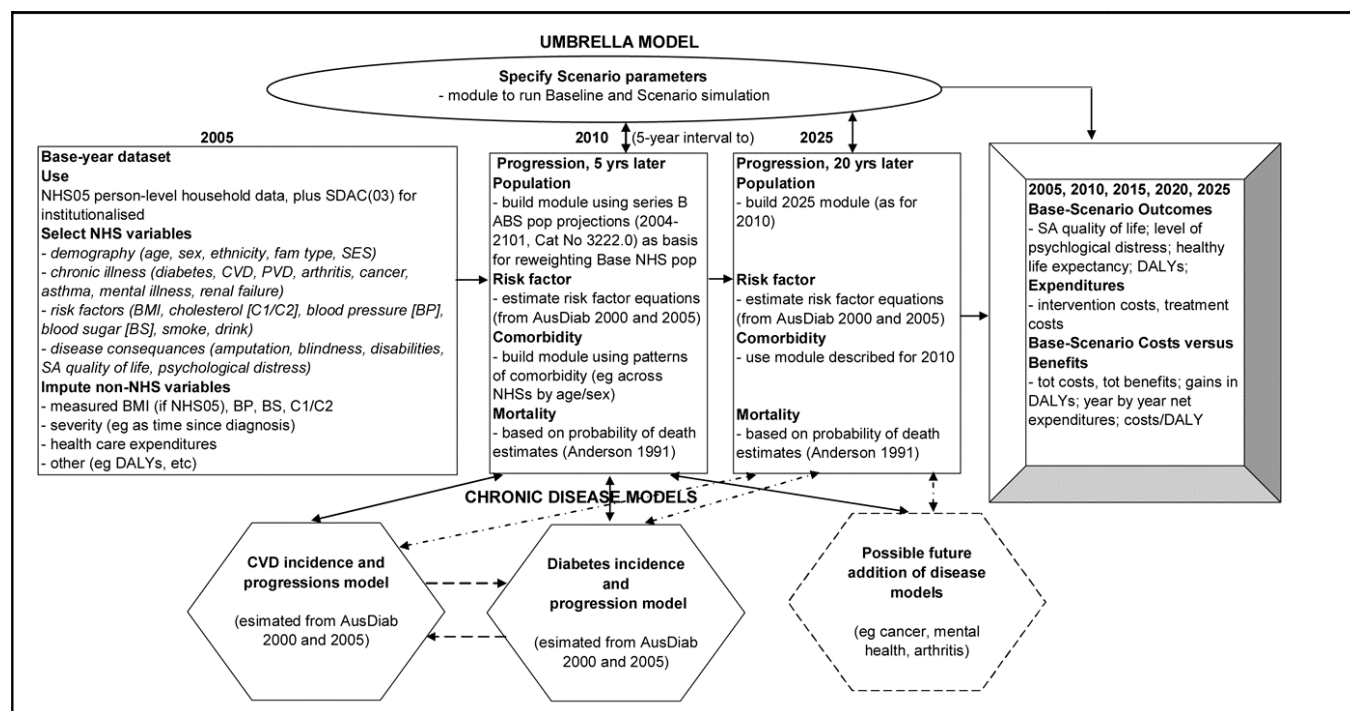 UMBRELLA MODEL
Specify Scenario parameters
- module to run Baseline and Scenario simulation
2005
2010 (5-year interval to)
2025
Base-year dataset
Use
NHS05 person-level household data, plus SDAC(03) for
institutionalised
Select NHS variables
- demography (age, sex, ethnicity, fam type, SES)
- chronic illness (diabetes, CVD, PVD, arthritis, cancer,
asthma, mental illness, renal failure)
- risk factors (BMI, cholesterol [C1/C2], blood pressure [BP],
blood sugar [BS], smoke, drink)
- disease consequances (amputation, blindness, disabilities,
SA quality of life, psychological distress)
Impute non-NHS variables
- measured BMI (if NHS05), BP, BS, C1/C2
- severity (eg as time since diagnosis)
- health care expenditures
- other (eg DALYs, etc)
Progression, 5 yrs later
Population
- build module using series B
ABS pop projections (2004-
2101, Cat No 3222.0) as basis
for reweighting Base NHS pop
Risk factor
- estimate risk factor equations
(from AusDiab 2000 and 2005)
Comorbidity
- build module using patterns
of comorbidity (eg across
NHSs by age/sex)
Mortality
- based on probability of death
estimates (Anderson 1991)
Progression, 20 yrs later
Population
- build 2025 module (as for
2010)
Risk factor
- estimate risk factor equations
(from AusDiab 2000 and 2005)
Comorbidity
- use module described for 2010
Mortality
- based on probability of death
estimates (Anderson 1991)
2005, 2010, 2015, 2020, 2025
Base-Scenario Outcomes
- SA quality of life; level of
psychlogical distress; healthy
life expectancy; DALYs;
Expenditures
- intervention costs, treatment
costs
Base-Scenario Costs versus
Benefits
- tot costs, tot benefits; gains in
DALYs; year by year net
expenditures; costs/DALY
CHRONIC DISEASE MODELS
CVD incidence and
progressions model
(esimated from AusDiab
2000 and 2005)
Diabetes incidence
and
progression model
(esimated from AusDiab
2000 and 2005)
Possible future
addition of disease
models
(eg cancer, mental
health, arthritis)